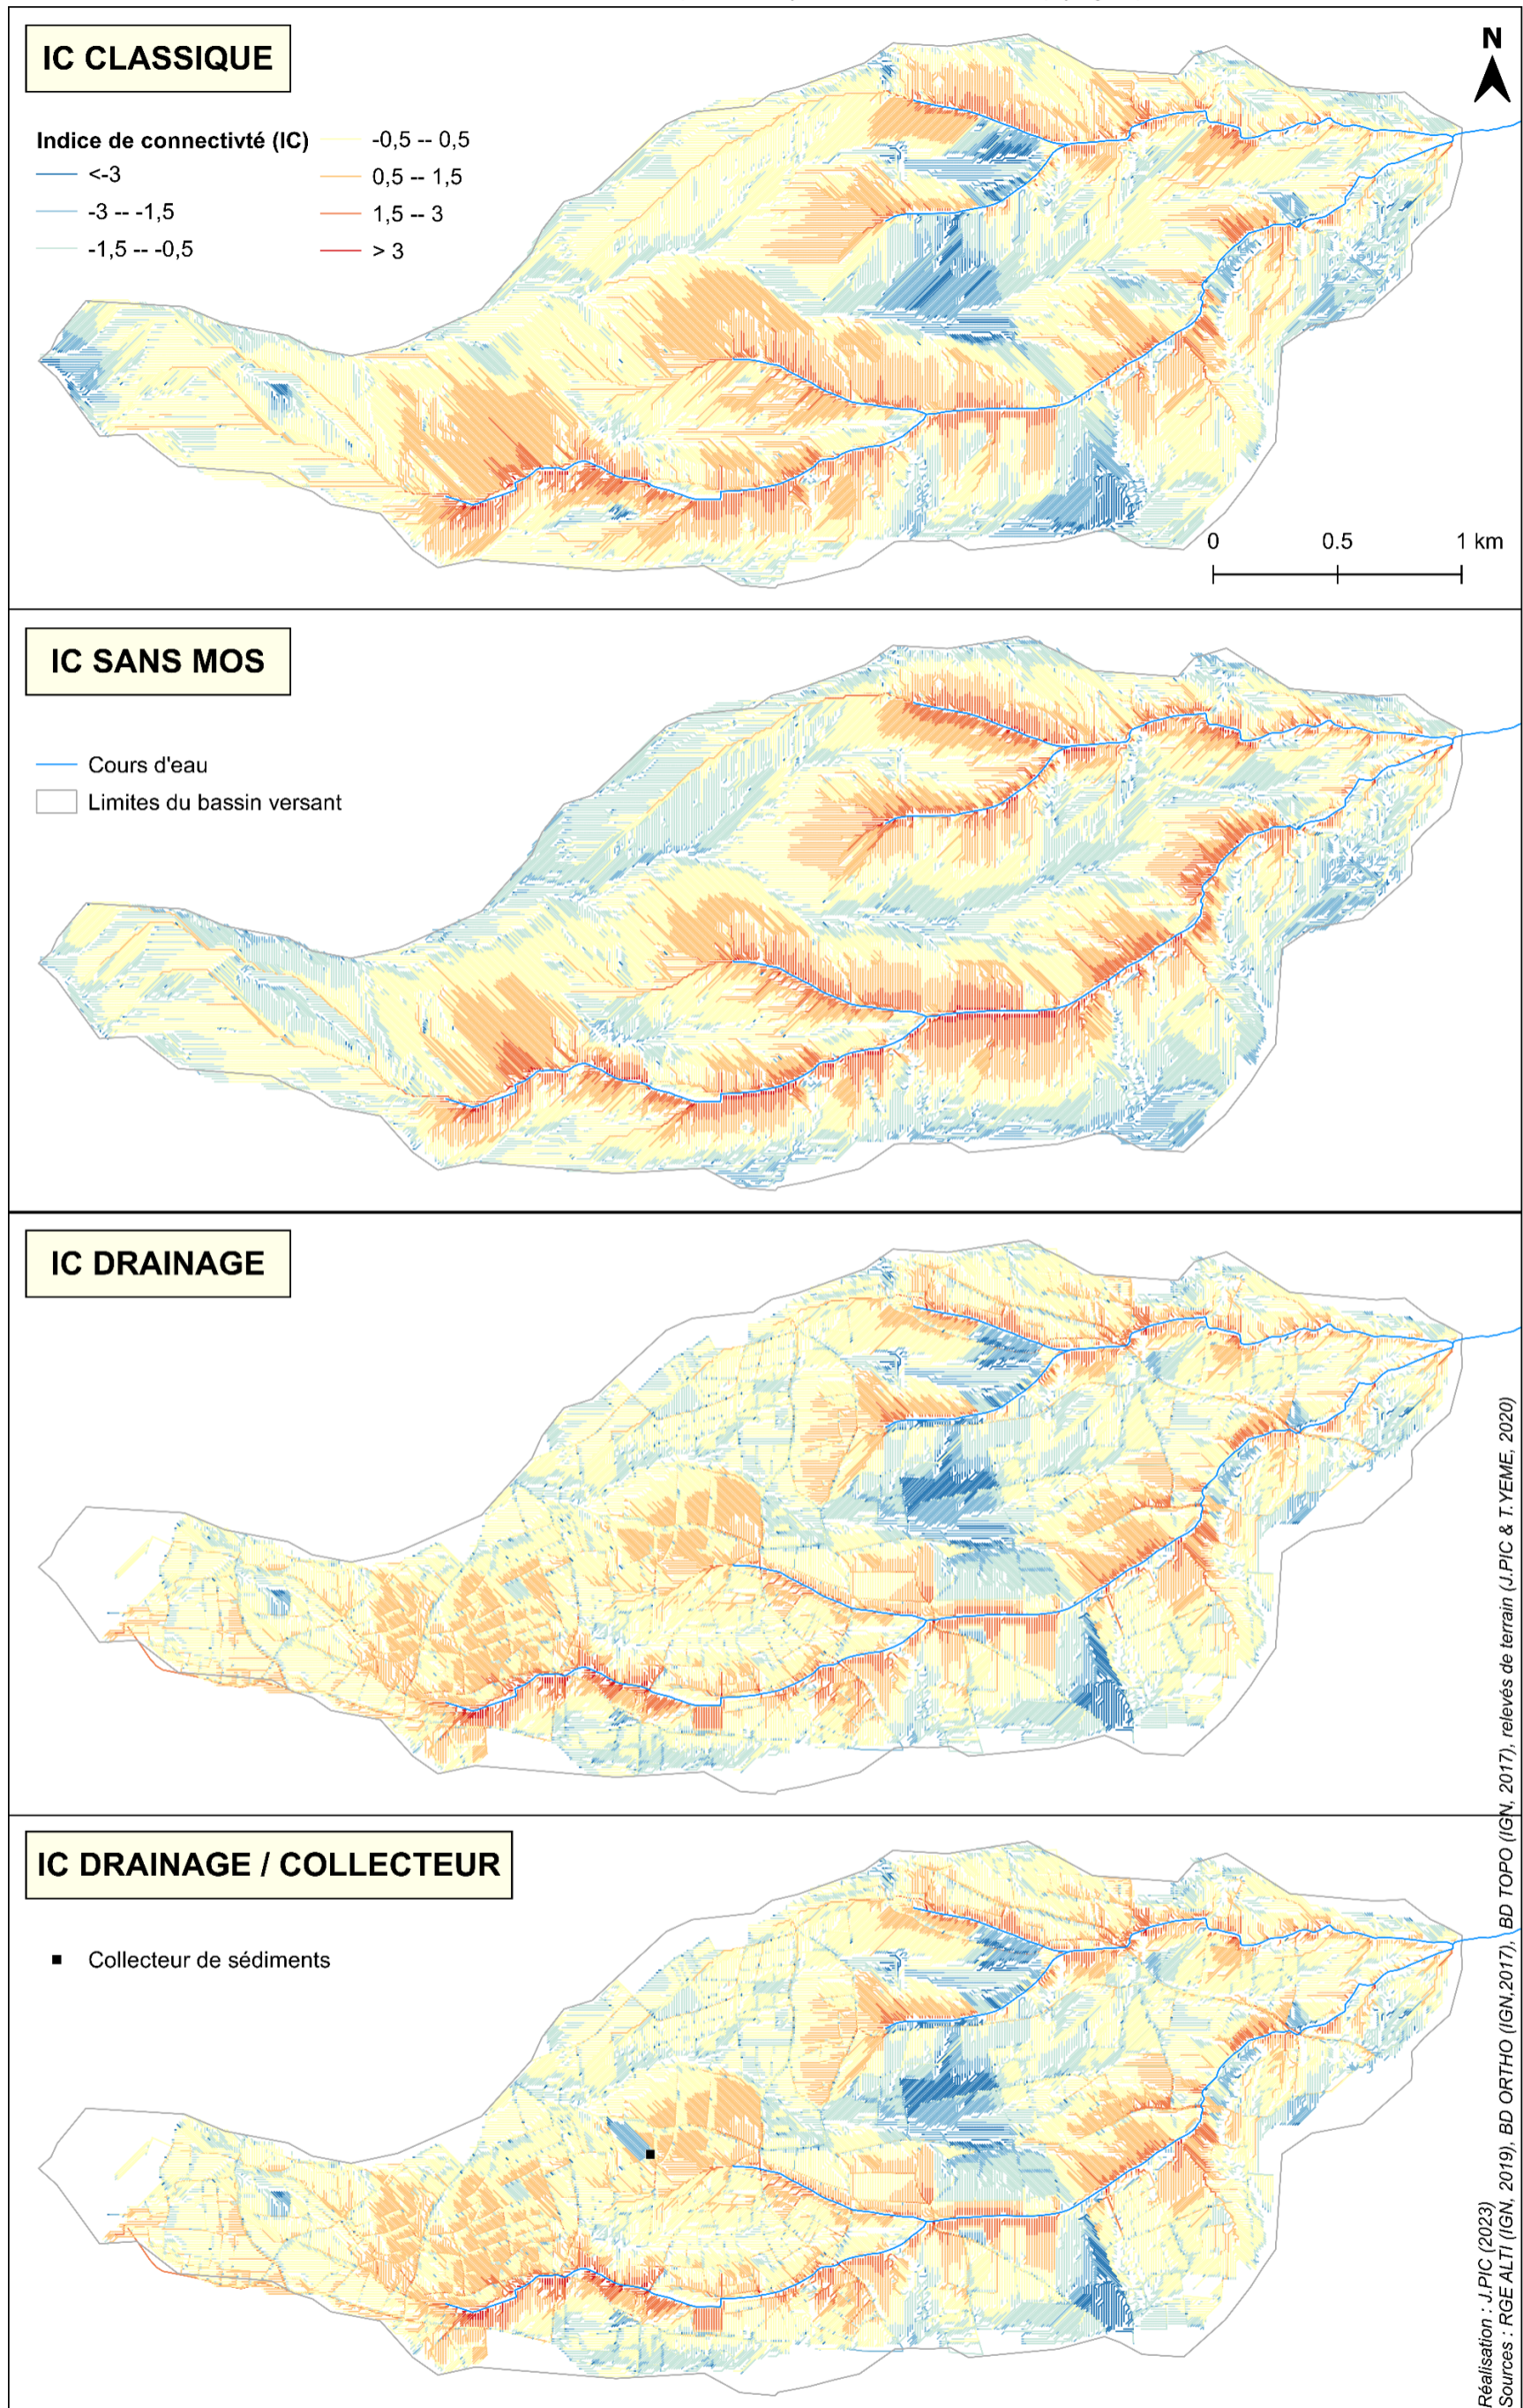 IC CLASSIQUE
N
Indice de connectivté (IC)
<-3
-3 -- -1,5
-1,5 -- -0,5
-0,5 -- 0,5
0,5 -- 1,5
1,5 -- 3
> 3
0 0.5 1 km
IC SANS MOS
Cours d'eau
Limites du bassin versant
IC DRAINAGE
IC DRAINAGE / COLLECTEUR
Collecteur de sédiments
Réalisation : J.PIC (2023)
Sources : RGE ALTI (IGN, 2019), BD ORTHO (IGN,2017), BD TOPO (IGN, 2017), relevés de terrain (J.PIC & T.YEME, 2020)